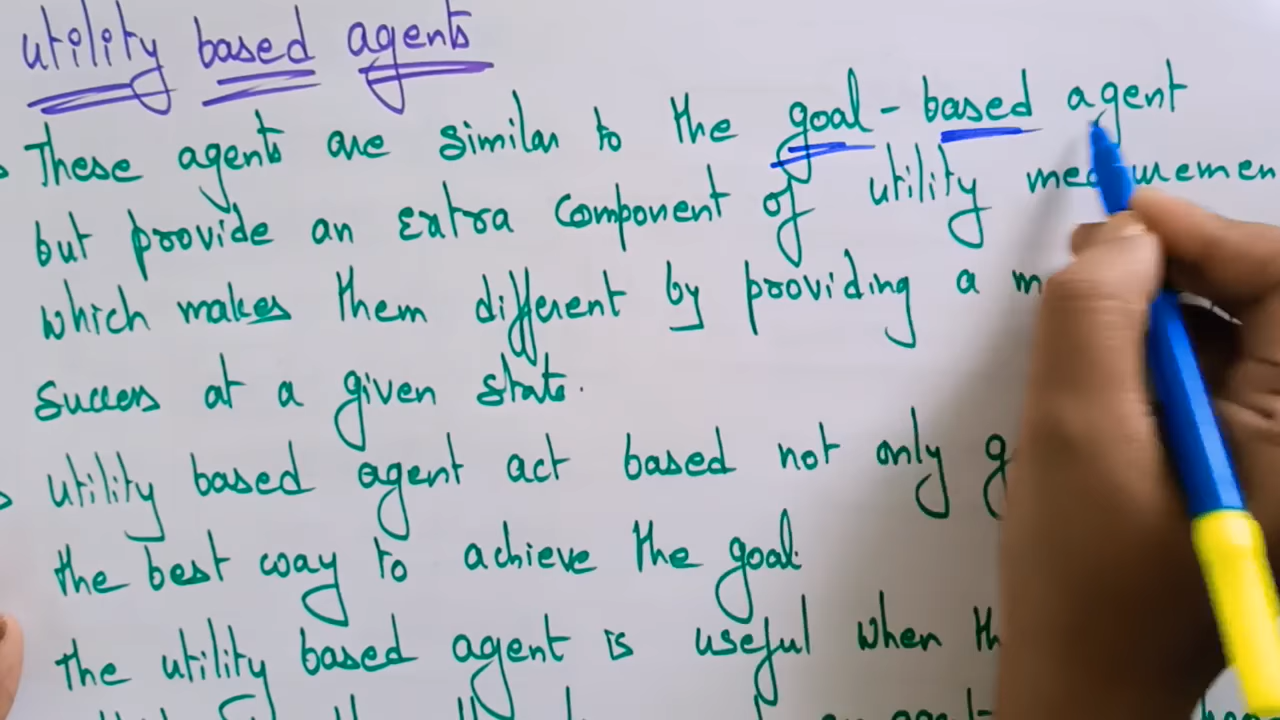 utility based agents
These agents are similar to the goal-based agent
but provide an extra component of utility
which makes them different by providing a
success at a given state.
utility based agent act based not only
the best way to achieve the goal.
the utility based agent is useful when